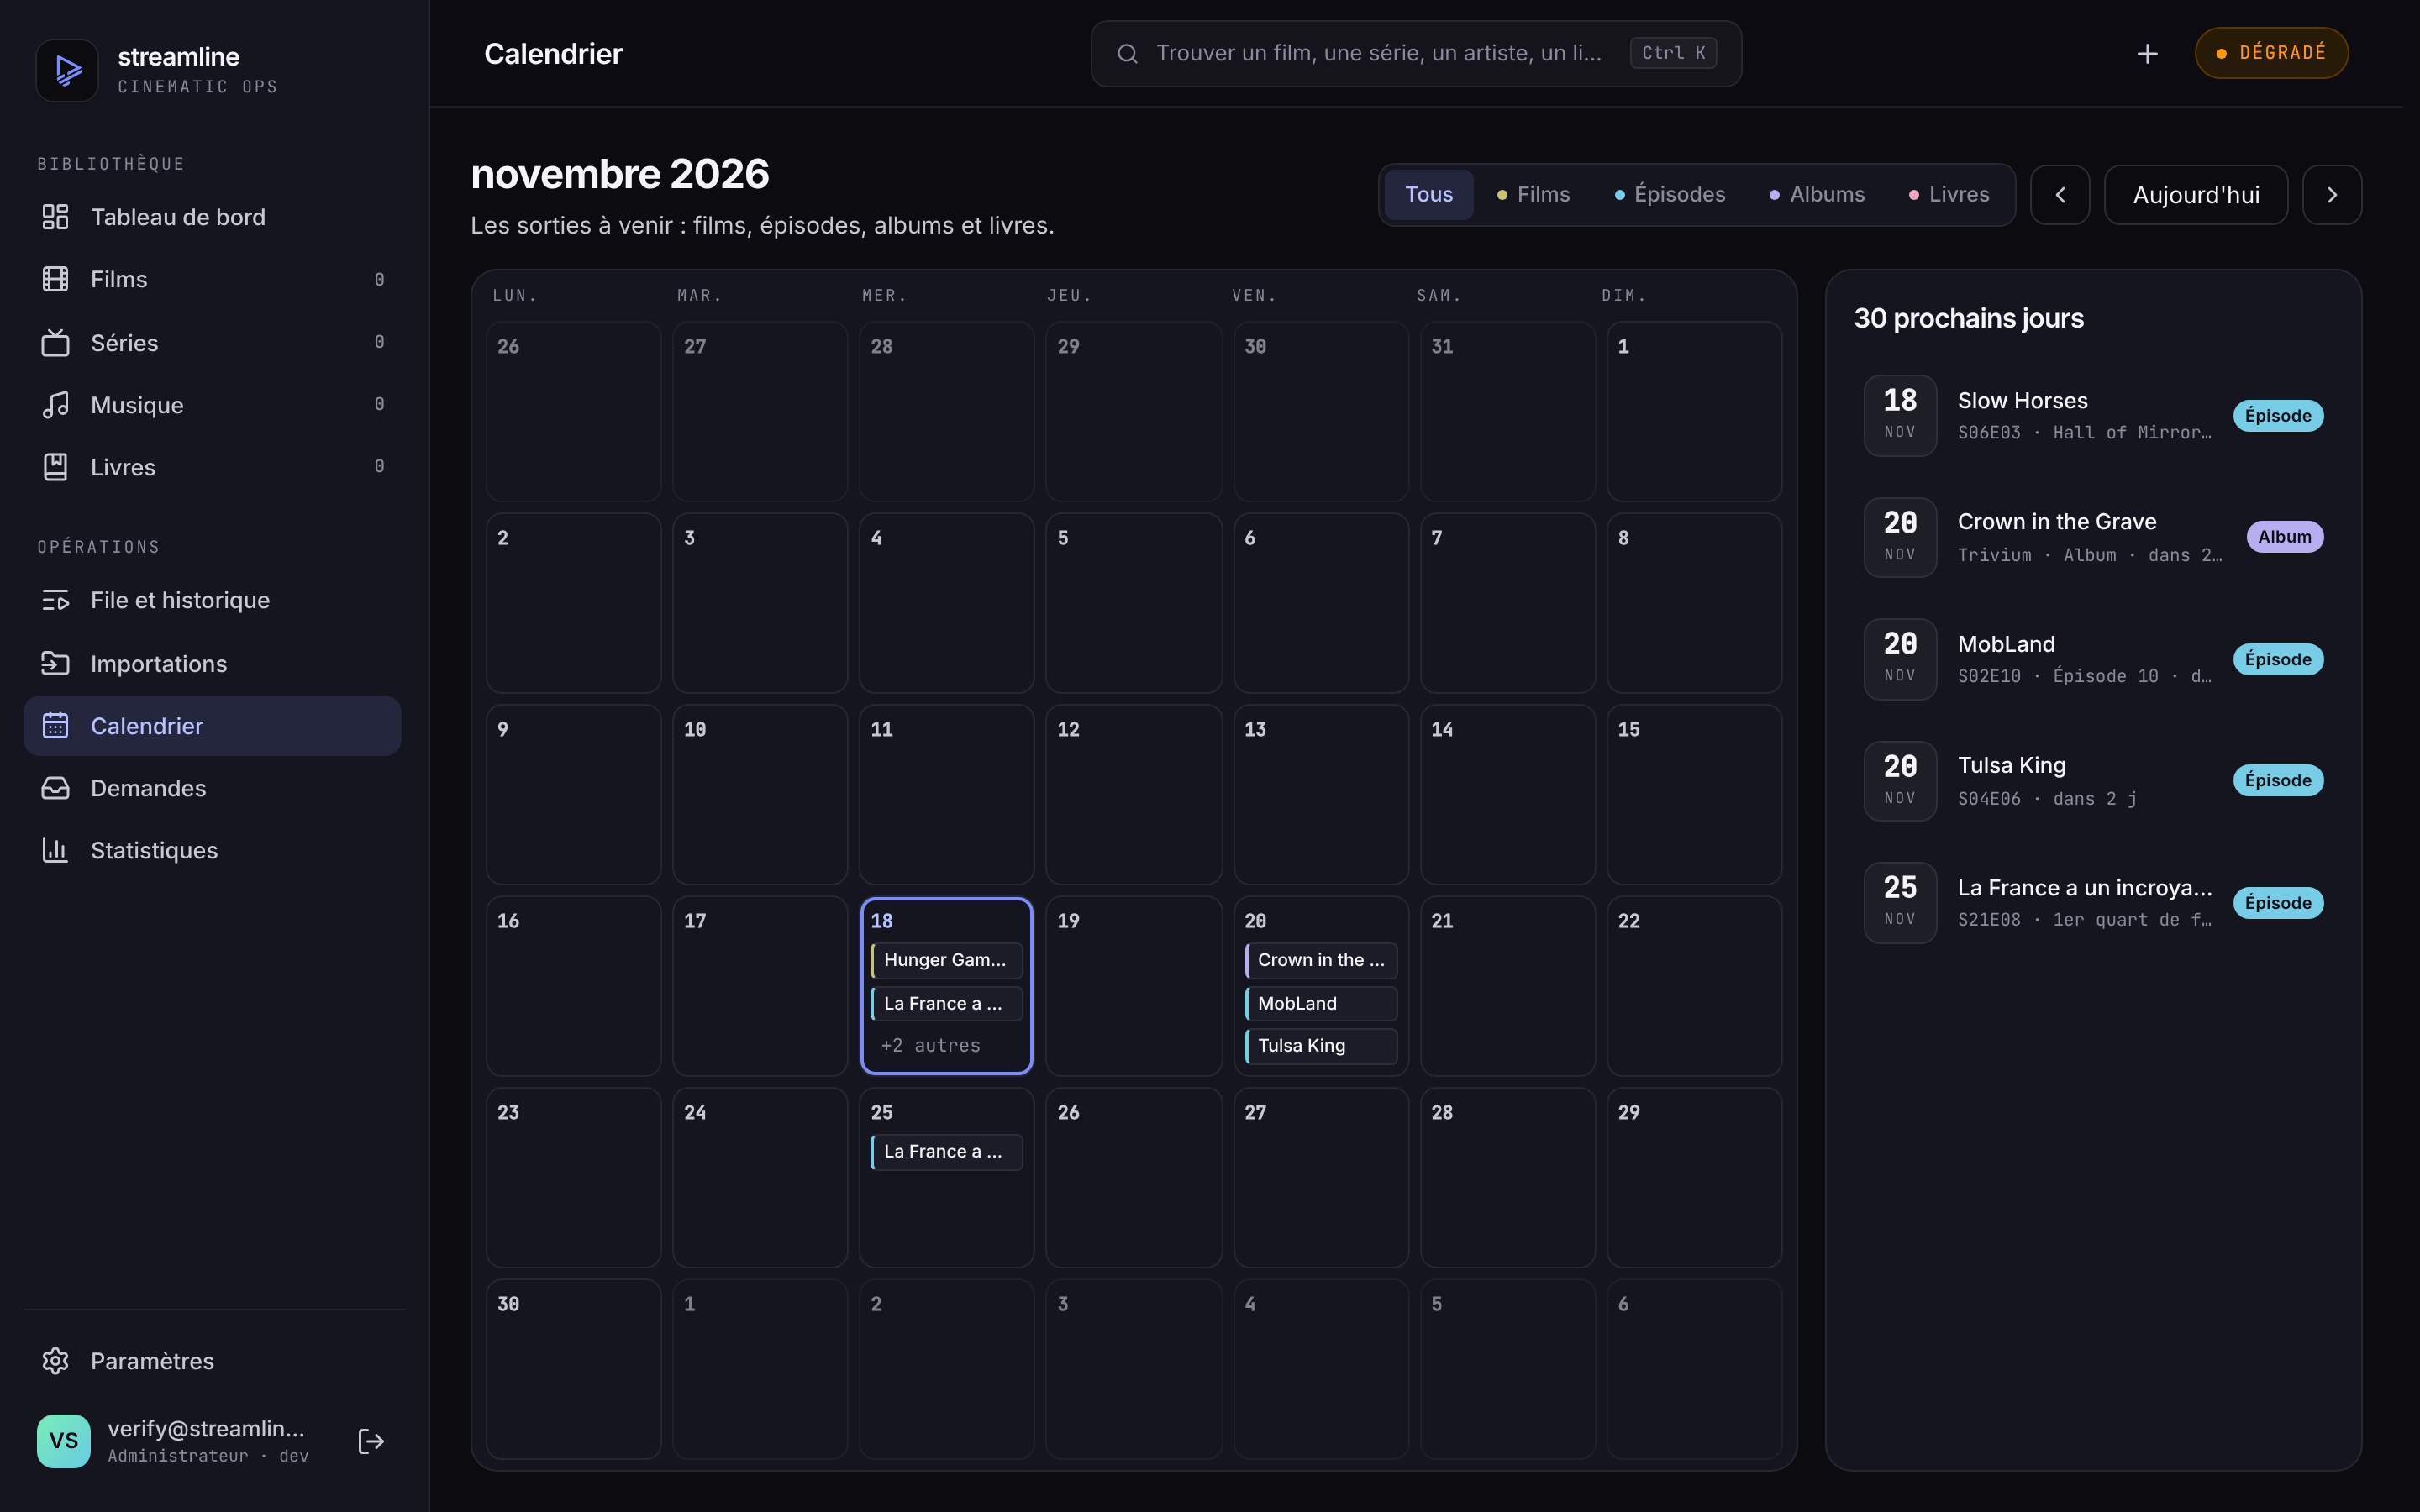 streamline
CINEMATIC OPS
BIBLIOTHÈQUE
Tableau de bord
Films 0
Séries 0
Musique 0
Livres 0
OPÉRATIONS
File et historique
Importations
Calendrier
Demandes
Statistiques
Paramètres
VS
verify@streamlin...
Administrateur · dev
Calendrier
Trouver un film, une série, un artiste, un li...
Ctrl K
DÉGRADÉ
novembre 2026
Les sorties à venir : films, épisodes, albums et livres.
Tous Films Épisodes Albums Livres
Aujourd'hui
LUN. MAR. MER. JEU. VEN. SAM. DIM.
26 27 28 29 30 31 1
2 3 4 5 6 7 8
9 10 11 12 13 14 15
16 17 18 19 20 21 22
Hunger Gam... Crown in the ...
La France a ... MobLand
+2 autres Tulsa King
23 24 25 26 27 28 29
La France a ...
30 1 2 3 4 5 6
30 prochains jours
18 NOV
Slow Horses
S06E03 · Hall of Mirror…
Épisode
20 NOV
Crown in the Grave
Trivium · Album · dans 2…
Album
20 NOV
MobLand
S02E10 · Épisode 10 · d…
Épisode
20 NOV
Tulsa King
S04E06 · dans 2 j
Épisode
25 NOV
La France a un incroya...
S21E08 · 1er quart de f…
Épisode